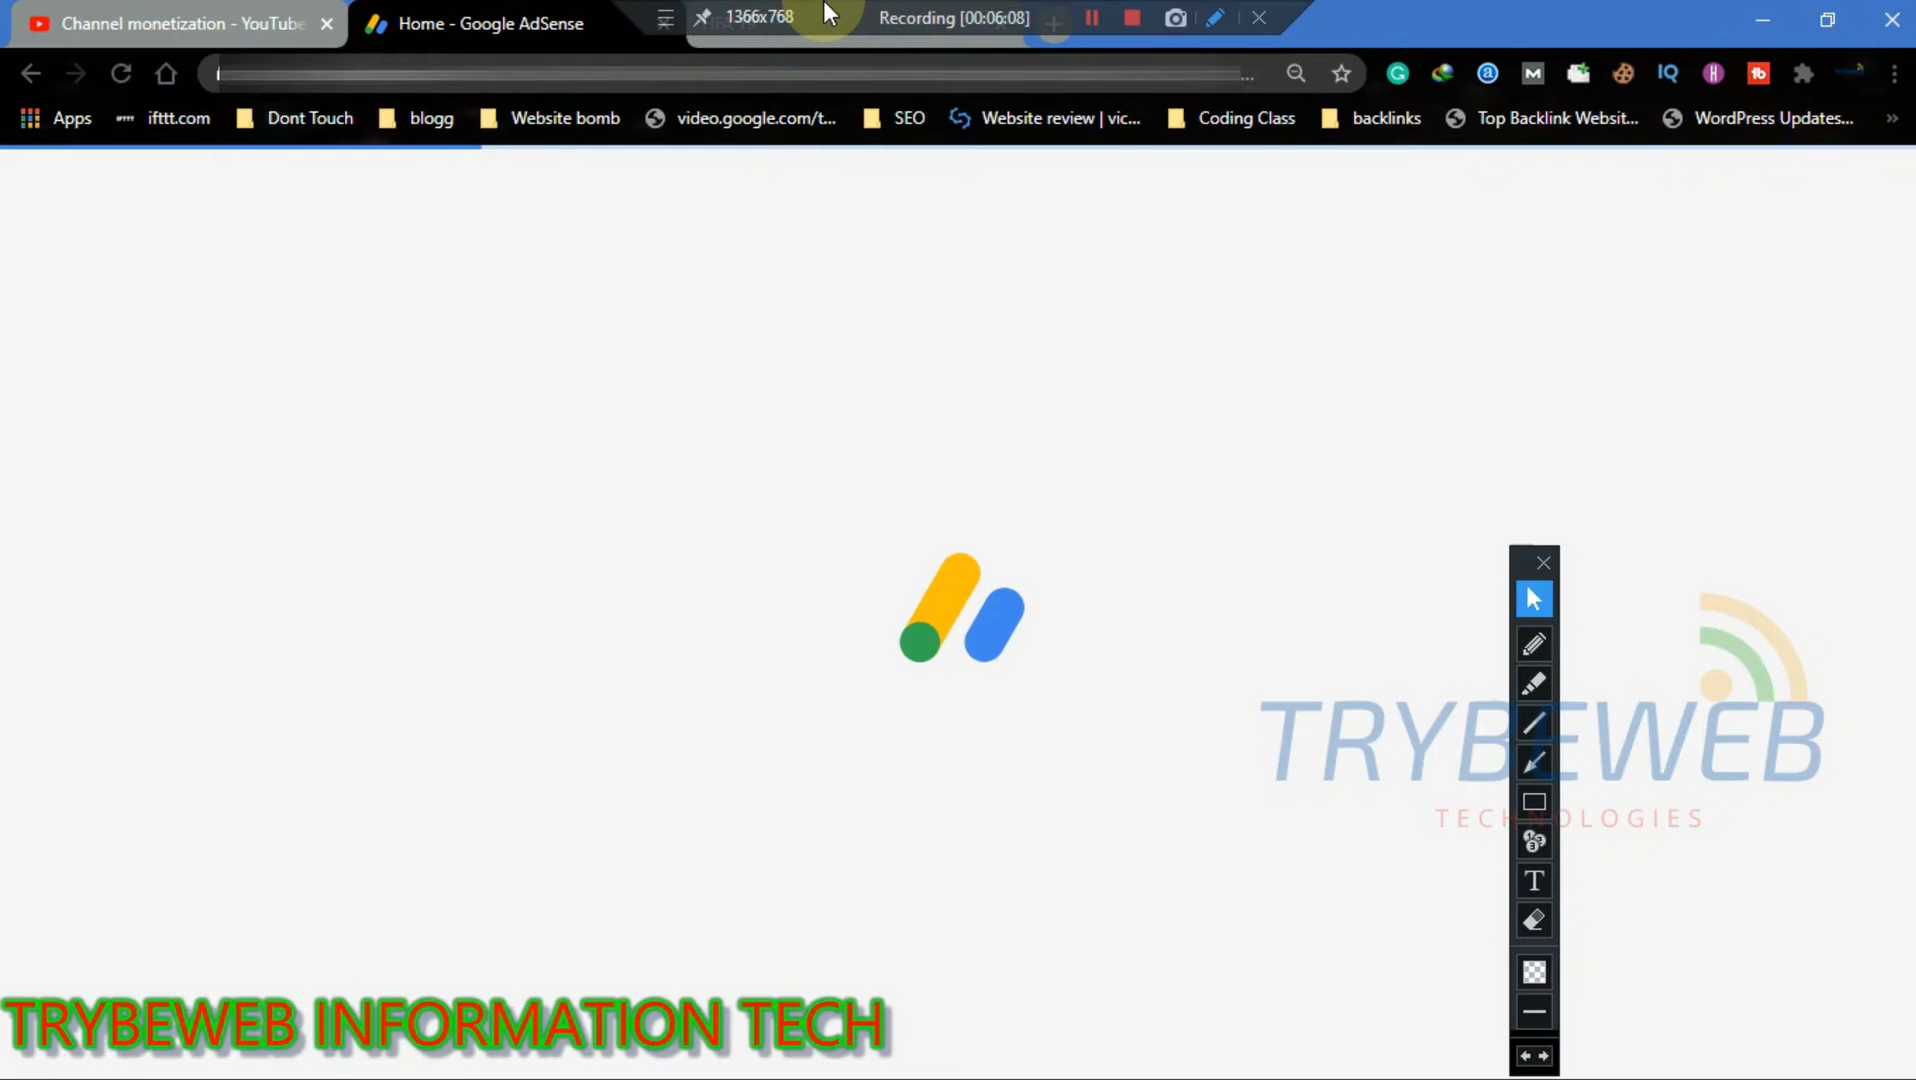 Channel monetization - YouTube
Home - Google AdSense
1366x768
Recording [00:06:08]
...
Apps
ifttt.com
Dont Touch
blogg
Website bomb
video.google.com/t...
SEO
Website review | vic...
Coding Class
backlinks
Top Backlink Websit...
WordPress Updates...
»
TRYBEWEB
TECHNOLOGIES
T
TRYBEWEB INFORMATION TECH